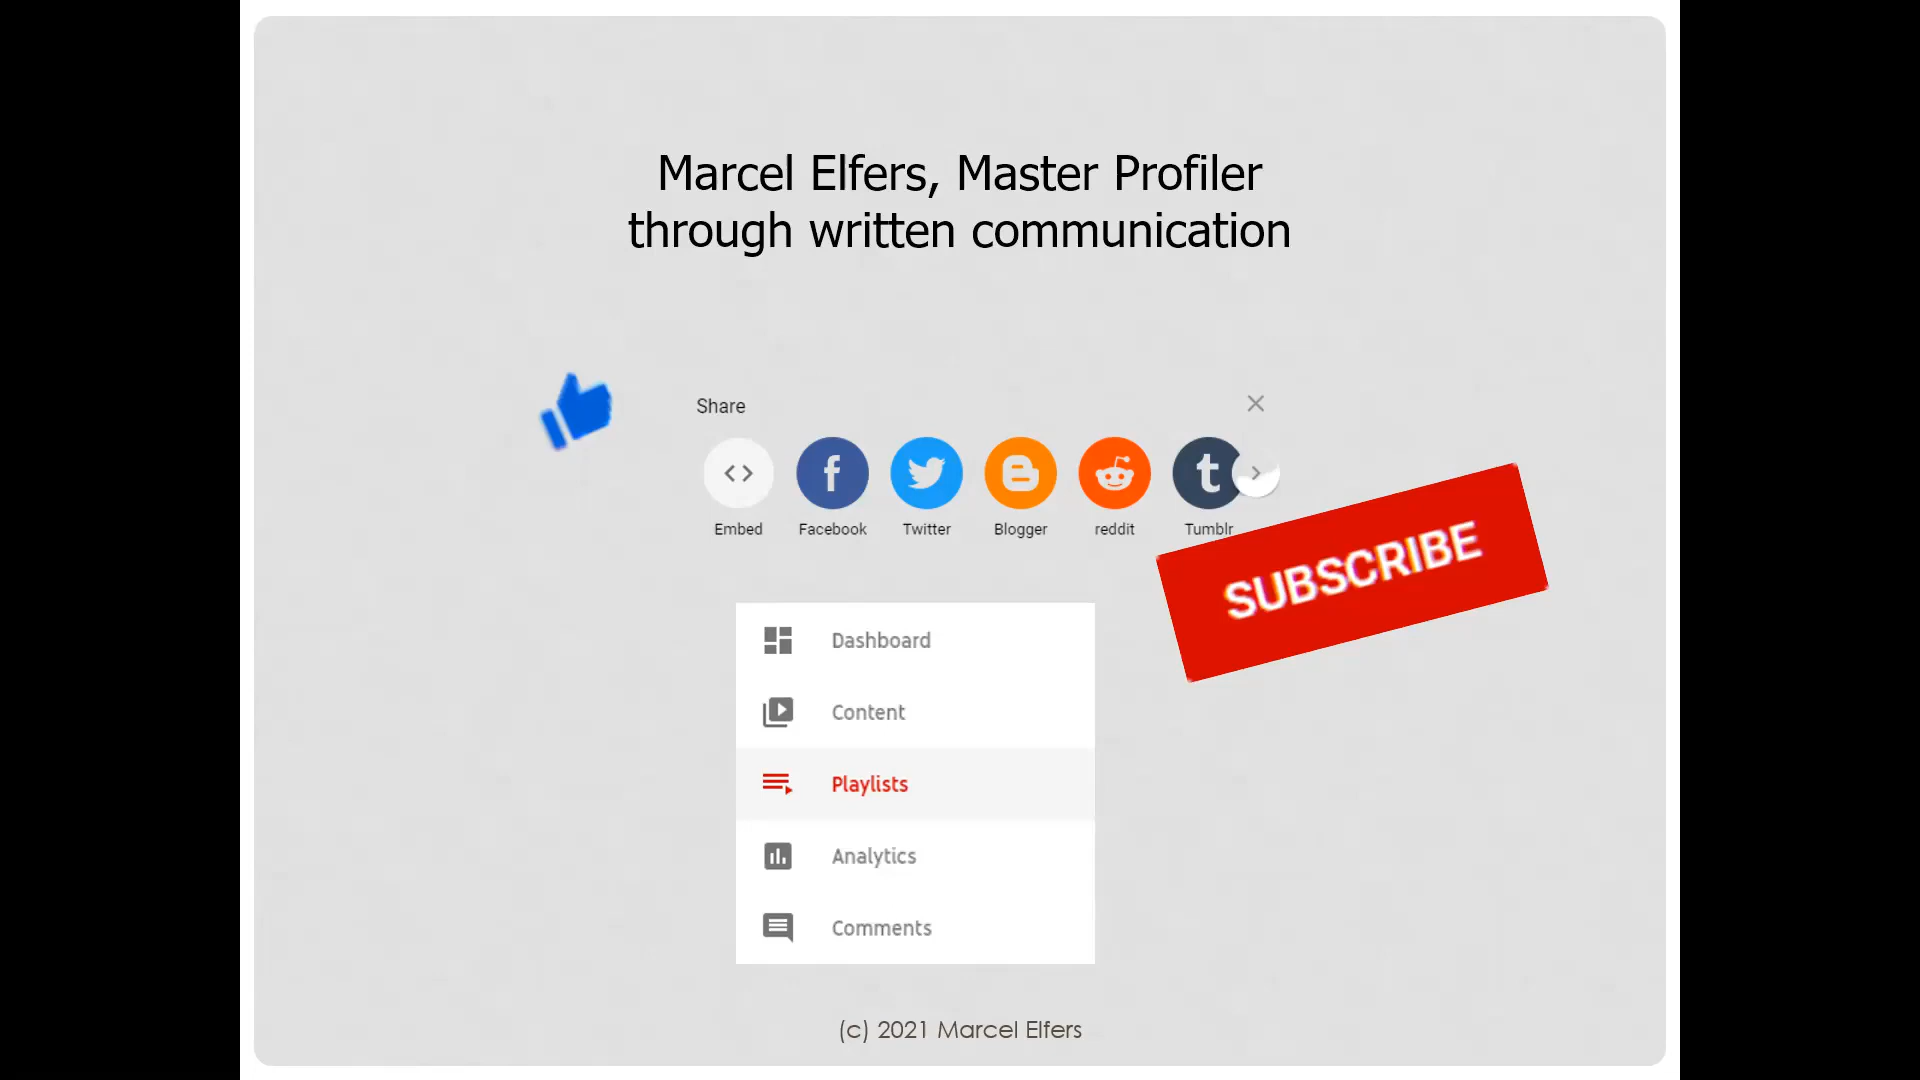 Marcel Elfers, Master Profiler
through written communication
Share
Embed
Facebook
Twitter
Blogger
reddit
Tumblr
SUBSCRIBE
Dashboard
Content
Playlists
Analytics
Comments
(c) 2021 Marcel Elfers